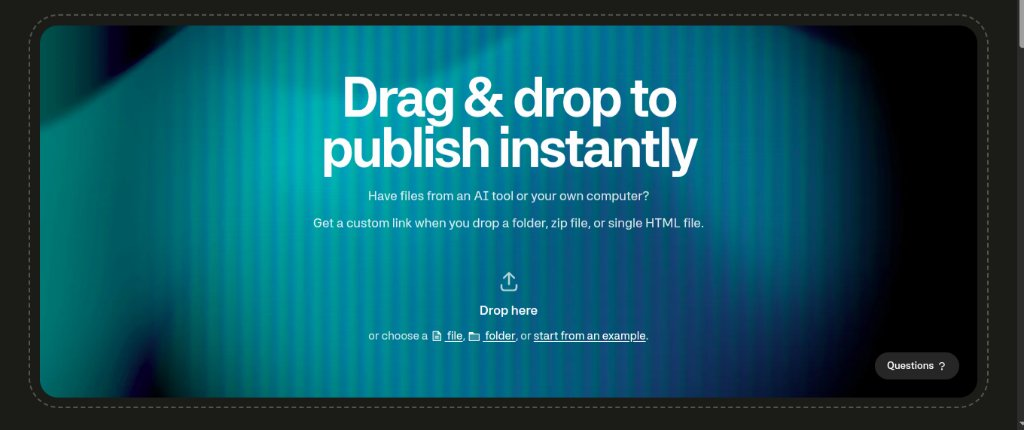 Drag & drop to
publish instantly
Have files from an AI tool or your own computer?
Get a custom link when you drop a folder, zip file, or single HTML file.
Drop here
or choose a file, folder, or start from an example.
Questions ?